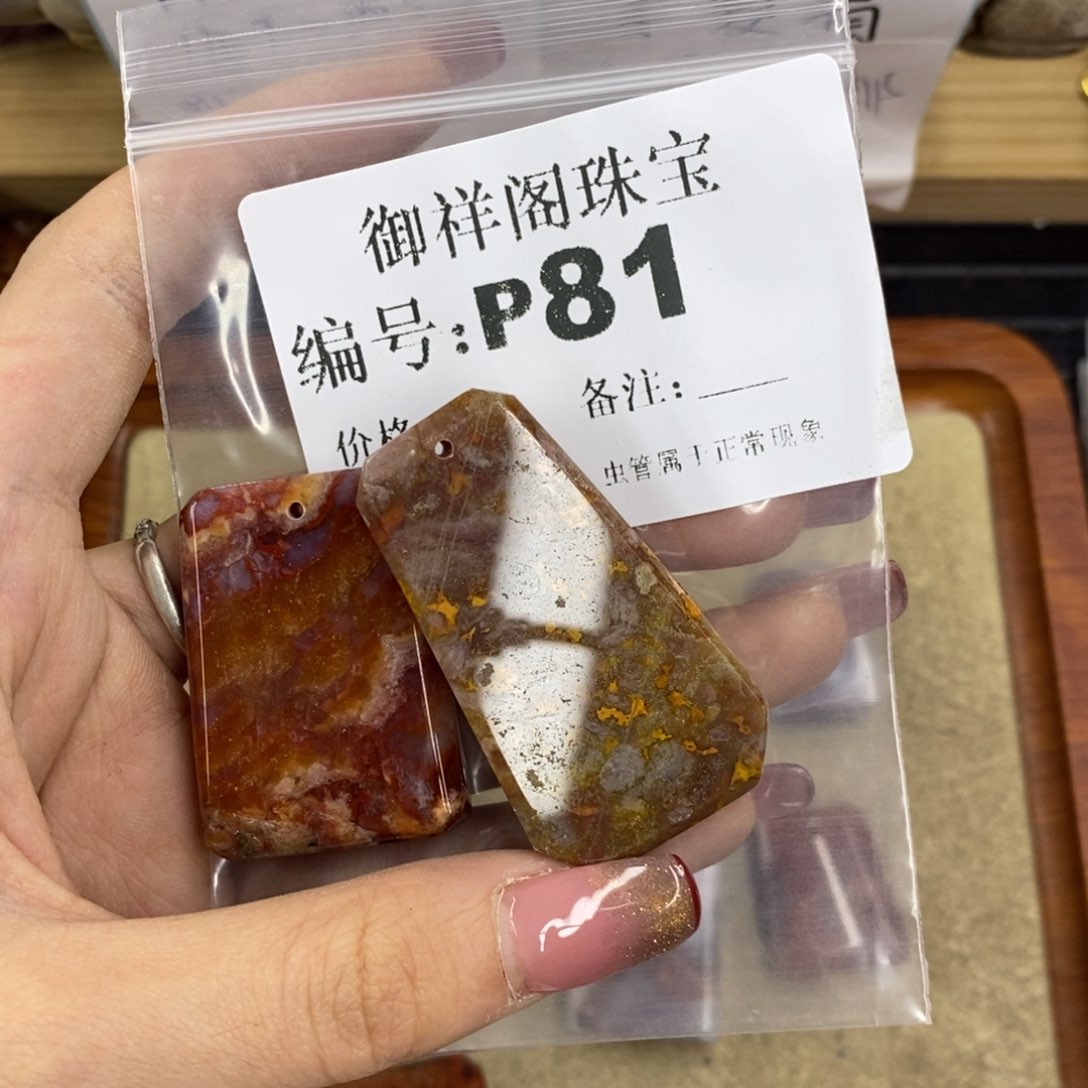 御祥阁珠宝
编号:P81
价格
备注：
虫管属于正常现象